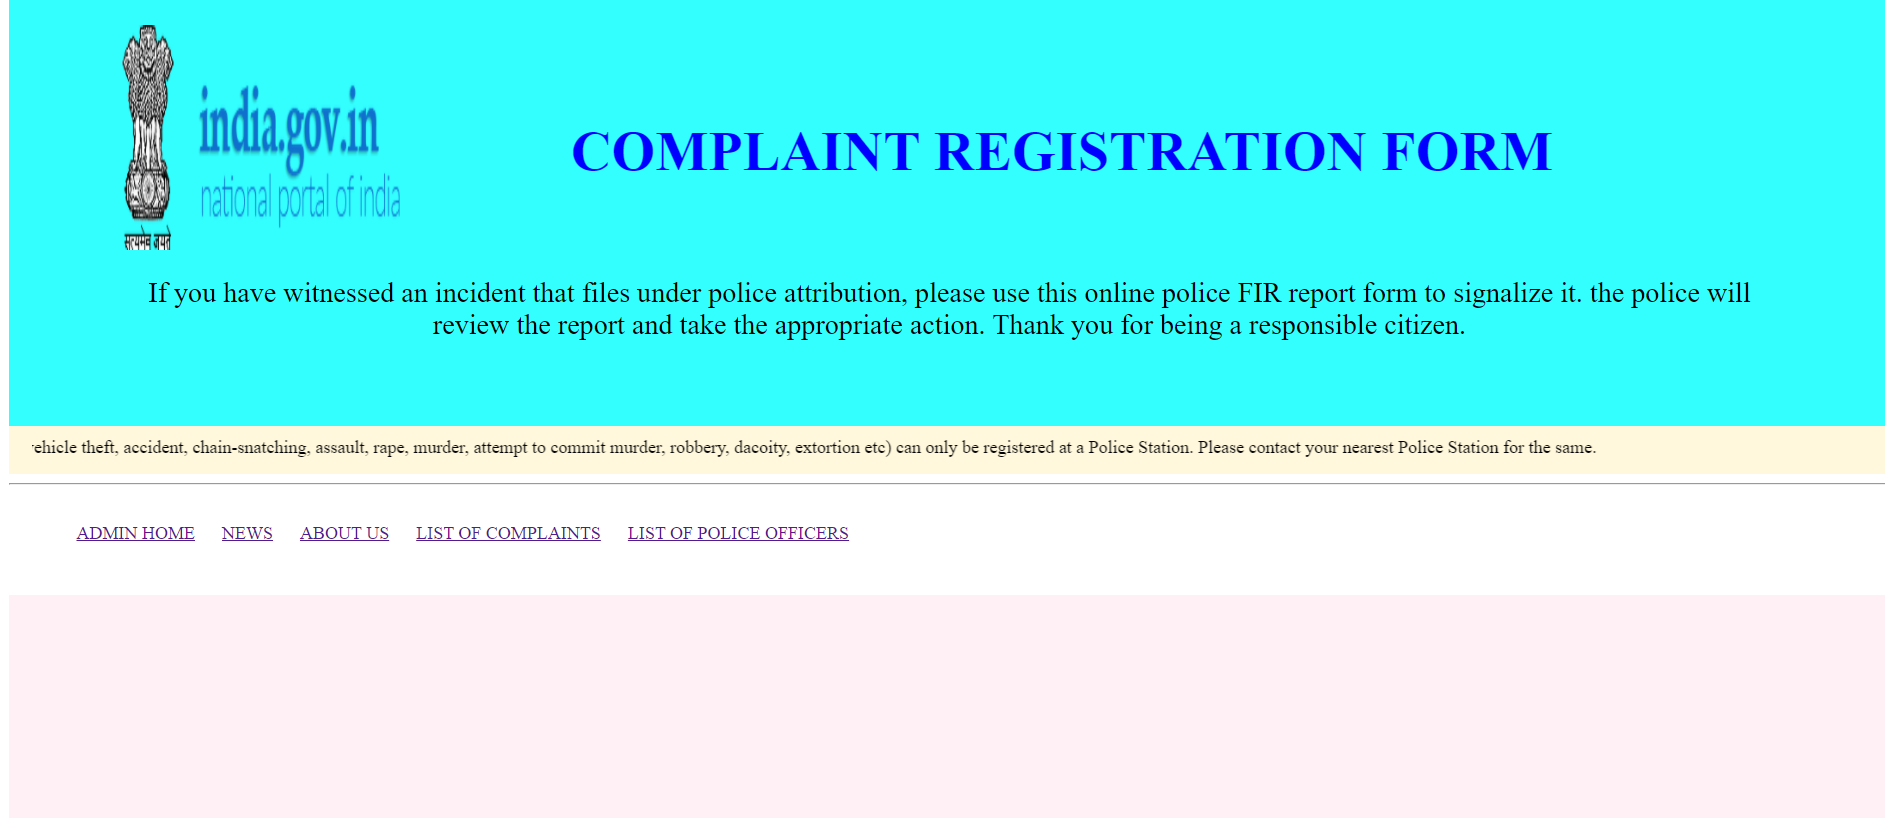 india.gov.in
national portal of india
सत्यमेव जयते
COMPLAINT REGISTRATION FORM
If you have witnessed an incident that files under police attribution, please use this online police FIR report form to signalize it. the police will
review the report and take the appropriate action. Thank you for being a responsible citizen.
ehicle theft, accident, chain-snatching, assault, rape, murder, attempt to commit murder, robbery, dacoity, extortion etc) can only be registered at a Police Station. Please contact your nearest Police Station for the same.
ADMIN HOME NEWS ABOUT US LIST OF COMPLAINTS LIST OF POLICE OFFICERS